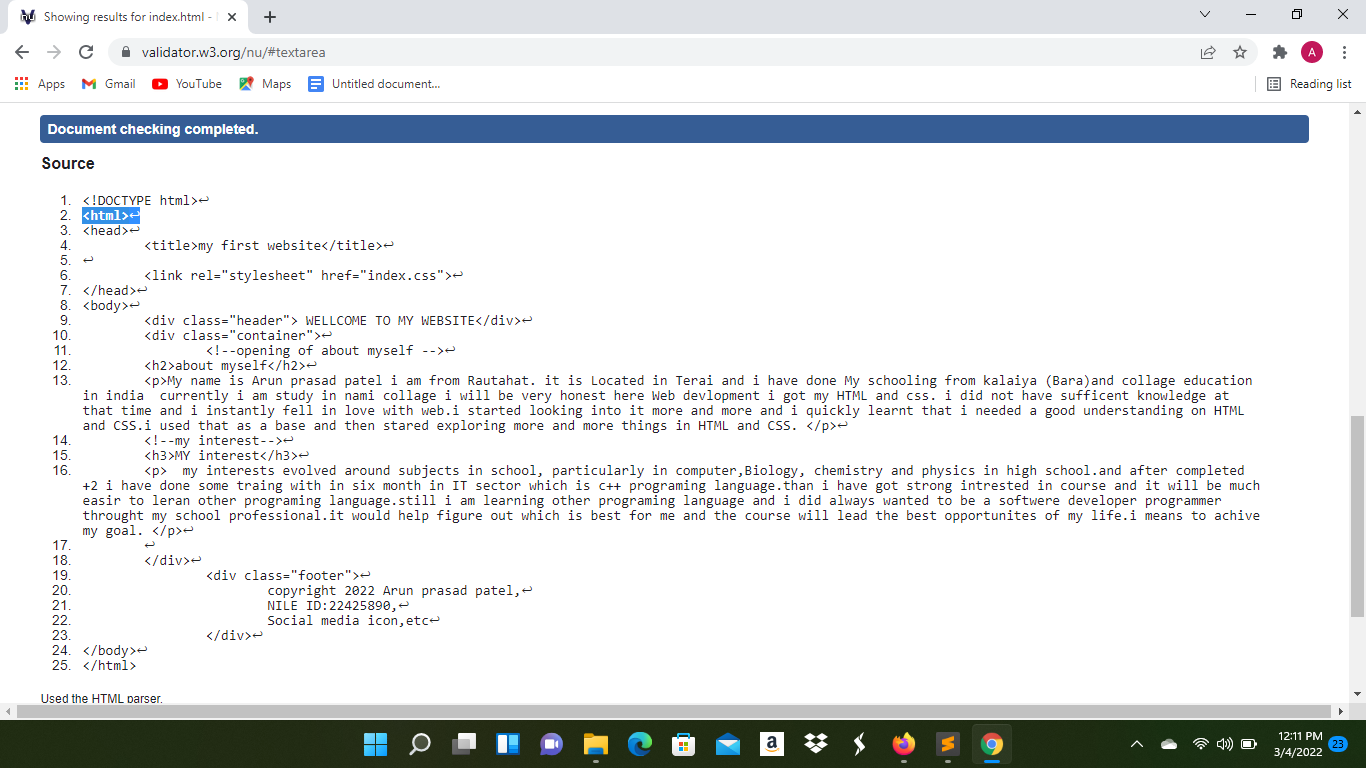 Showing results for index.html -
validator.w3.org/nu/#textarea
A
Apps Gmail YouTube Maps Untitled document... Reading list
Document checking completed.
Source
1. <!DOCTYPE html>↩
2. <html>↩
3. <head>↩
4. <title>my first website</title>↩
5. ↩
6. <link rel="stylesheet" href="index.css">↩
7. </head>↩
8. <body>↩
9. <div class="header"> WELLCOME TO MY WEBSITE</div>↩
10. <div class="container">↩
11. <!--opening of about myself -->↩
12. <h2>about myself</h2>↩
13. <p>My name is Arun prasad patel i am from Rautahat. it is Located in Terai and i have done My schooling from kalaiya (Bara)and collage education
in india  currently i am study in nami collage i will be very honest here Web devlopment i got my HTML and css. i did not have sufficent knowledge at
that time and i instantly fell in love with web.i started looking into it more and more and i quickly learnt that i needed a good understanding on HTML
and CSS.i used that as a base and then stared exploring more and more things in HTML and CSS. </p>↩
14. <!--my interest-->↩
15. <h3>MY interest</h3>↩
16. <p>  my interests evolved around subjects in school, particularly in computer,Biology, chemistry and physics in high school.and after completed
+2 i have done some traing with in six month in IT sector which is c++ programing language.than i have got strong intrested in course and it will be much
easir to leran other programing language.still i am learning other programing language and i did always wanted to be a softwere developer programmer
throught my school professional.it would help figure out which is best for me and the course will lead the best opportunites of my life.i means to achive
my goal. </p>↩
17. ↩
18. </div>↩
19. <div class="footer">↩
20. copyright 2022 Arun prasad patel,↩
21. NILE ID:22425890,↩
22. Social media icon,etc↩
23. </div>↩
24. </body>↩
25. </html>
Used the HTML parser.
12:11 PM
3/4/2022
23